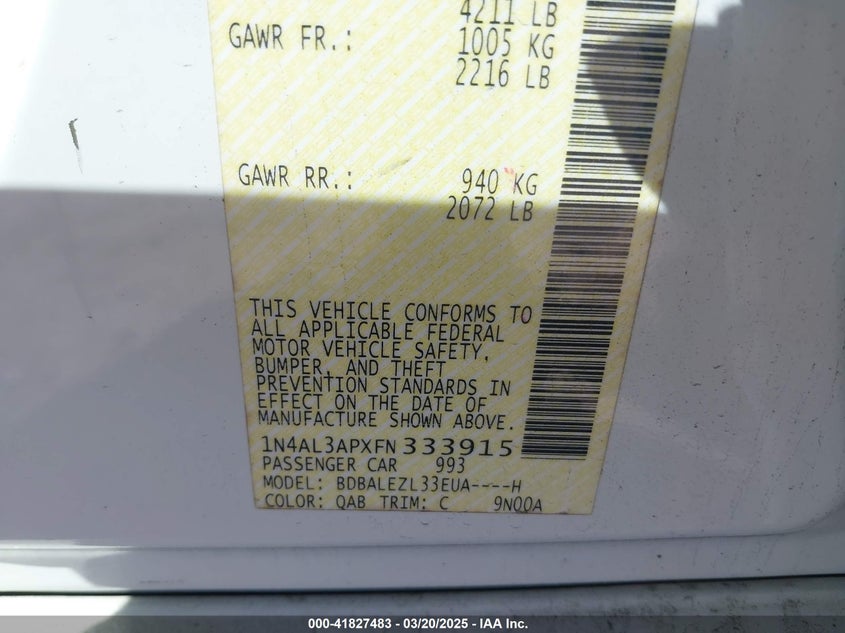 4211 LB
GAWR FR.: 1005 KG
2216 LB
GAWR RR.: 940 KG
2072 LB
THIS VEHICLE CONFORMS TO
ALL APPLICABLE FEDERAL
MOTOR VEHICLE SAFETY,
BUMPER, AND THEFT
PREVENTION STANDARDS IN
EFFECT ON THE DATE OF
MANUFACTURE SHOWN ABOVE.
1N4AL3APXFN333915
PASSENGER CAR 993
MODEL: BDBALEZL33EUA----H
COLOR: QAB TRIM: C 9N00A
000-41827483 - 03/20/2025 - IAA Inc.